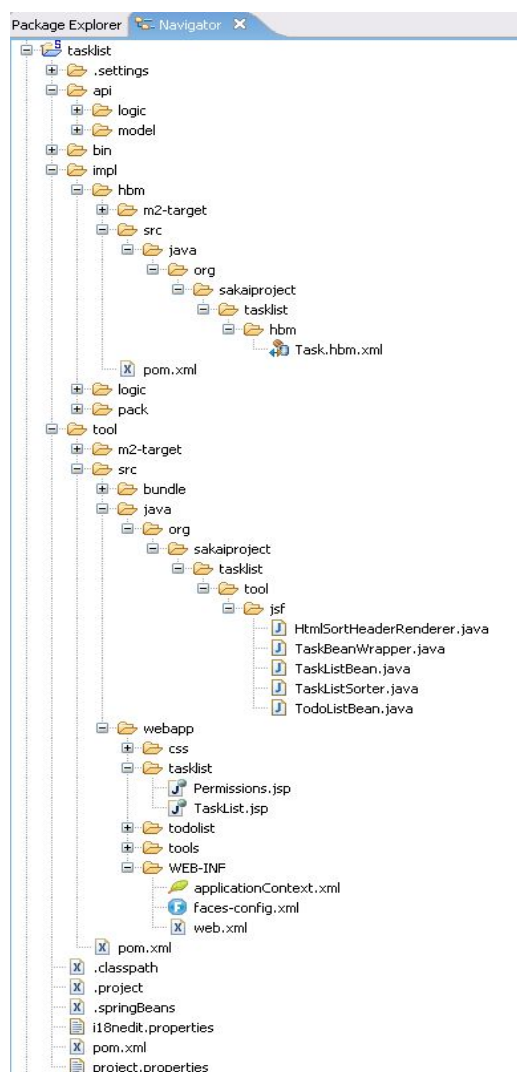 Package Explorer Navigator
tasklist
.settings
api
logic
model
bin
impl
hbm
m2-target
src
java
org
sakaiproject
tasklist
hbm
Task.hbm.xml
pom.xml
logic
pack
tool
m2-target
src
bundle
java
org
sakaiproject
tasklist
tool
jsf
HtmlSortHeaderRenderer.java
TaskBeanWrapper.java
TaskListBean.java
TaskListSorter.java
TodoListBean.java
webapp
css
tasklist
Permissions.jsp
TaskList.jsp
todolist
tools
WEB-INF
applicationContext.xml
faces-config.xml
web.xml
pom.xml
.classpath
.project
.springBeans
i18nedit.properties
pom.xml
project.properties